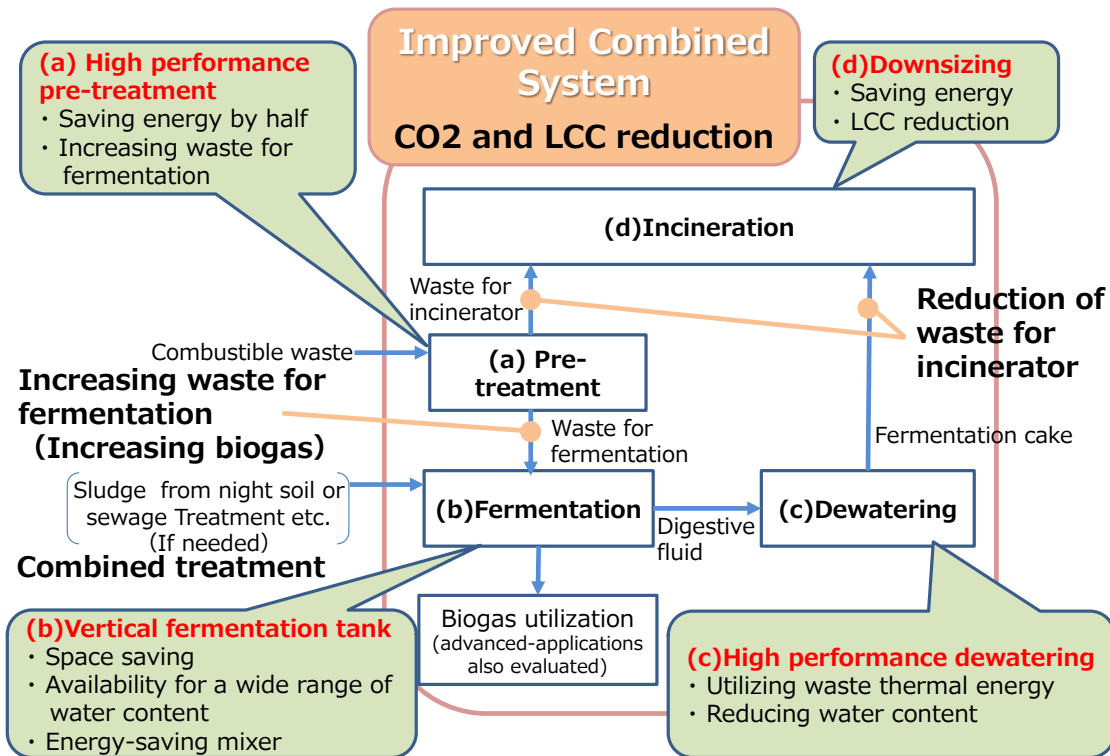 Improved Combined
System
CO2 and LCC reduction
(a) High performance
pre-treatment
・Saving energy by half
・Increasing waste for
fermentation
(d)Downsizing
・Saving energy
・LCC reduction
(d)Incineration
Waste for
incinerator
Reduction of
waste for
incinerator
Combustible waste
(a) Pre-
treatment
Increasing waste for
fermentation
(Increasing biogas)
Waste for
fermentation
Fermentation cake
Sludge from night soil or
sewage Treatment etc.
(If needed)
Combined treatment
(b)Fermentation
Digestive
fluid
(c)Dewatering
Biogas utilization
(advanced-applications
also evaluated)
(b)Vertical fermentation tank
・Space saving
・Availability for a wide range of
water content
・Energy-saving mixer
(c)High performance dewatering
・Utilizing waste thermal energy
・Reducing water content